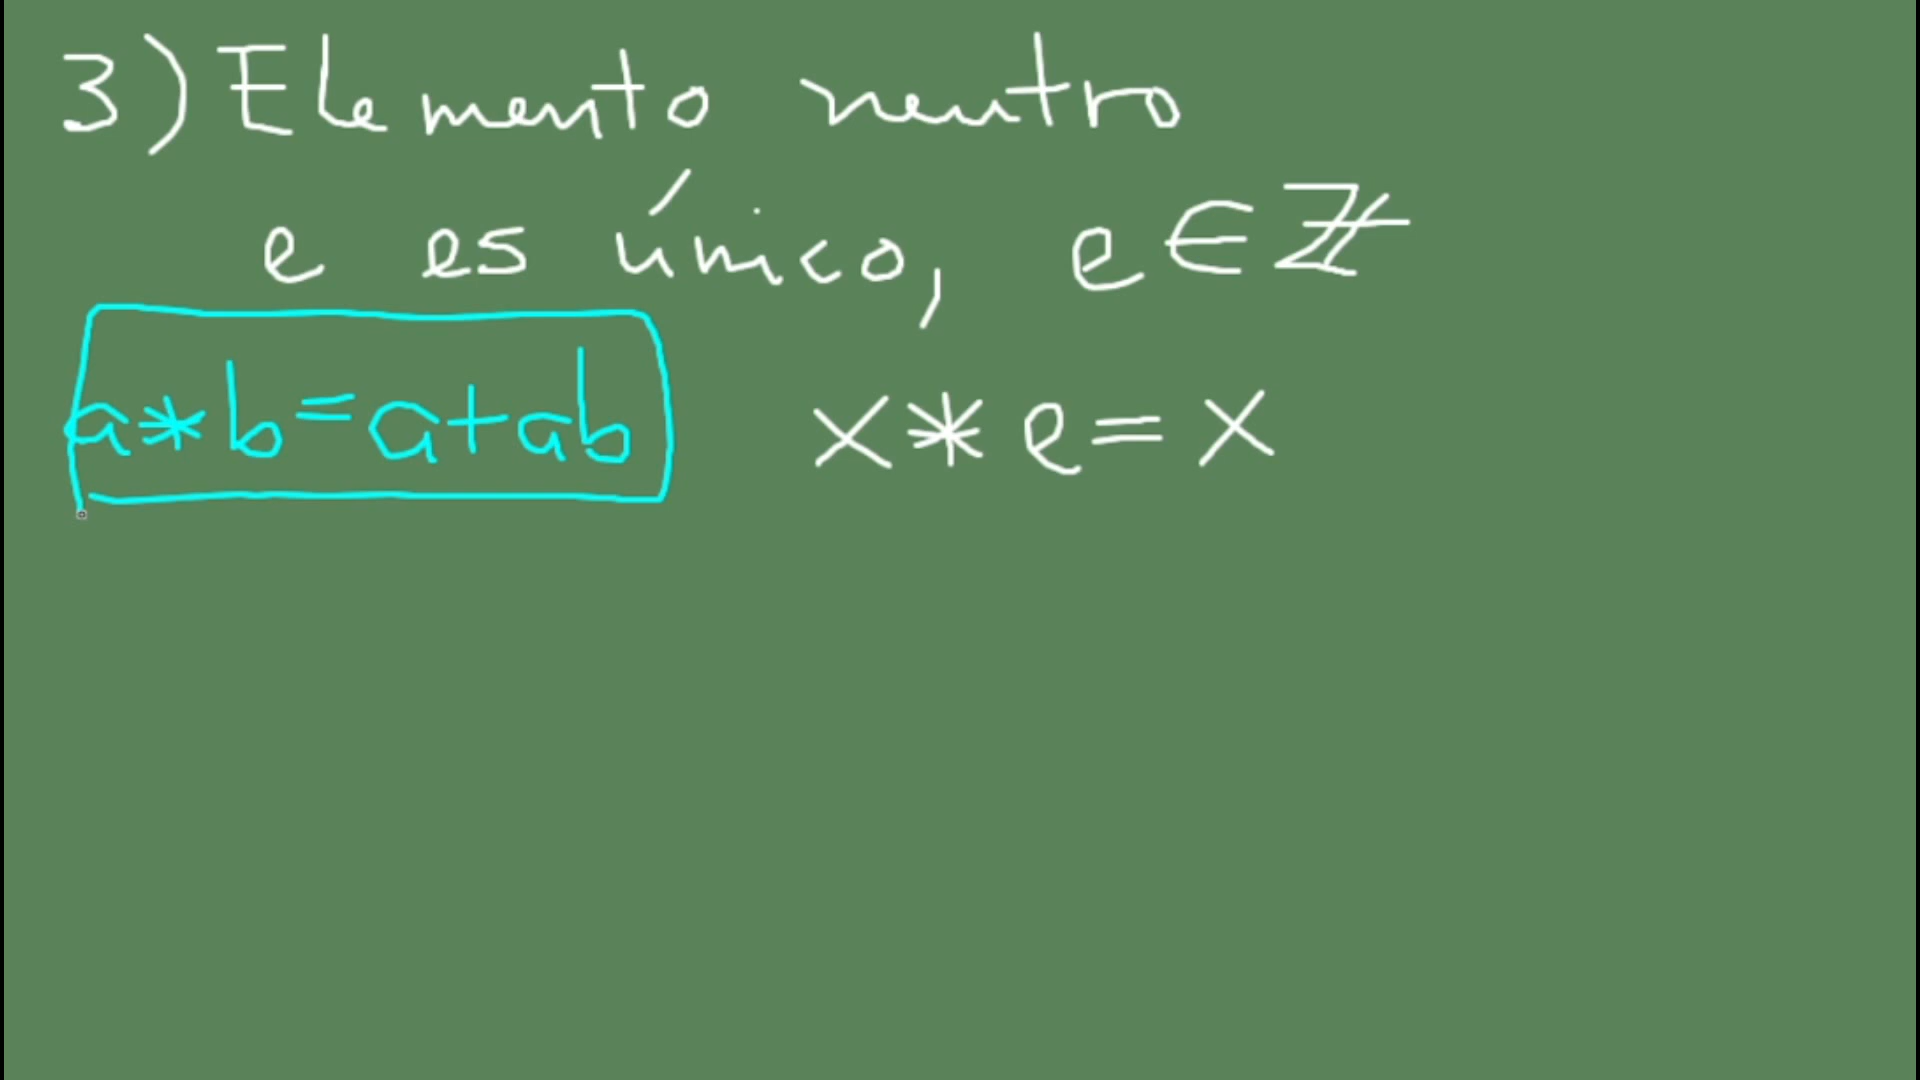 3) Elemento neutro
e es único, e∈ℤ
a*b=a+ab
x*e=x